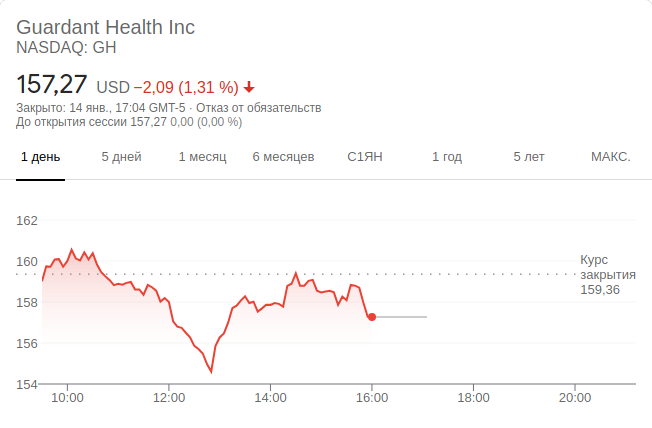 Guardant Health Inc
NASDAQ: GH
157,27 USD −2,09 (1,31 %)
Закрыто: 14 янв., 17:04 GMT-5 · Отказ от обязательств
До открытия сессии 157,27 0,00 (0,00 %)
1 день 5 дней 1 месяц 6 месяцев С1ЯН 1 год 5 лет МАКС.
162
160
158
156
154
Курс
закрытия
159,36
10:00 12:00 14:00 16:00 18:00 20:00